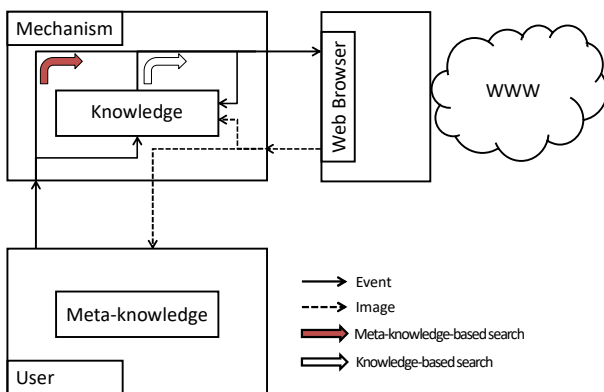 Mechanism
Knowledge
Web Browser
WWW
Meta-knowledge
User
Event
Image
Meta-knowledge-based search
Knowledge-based search